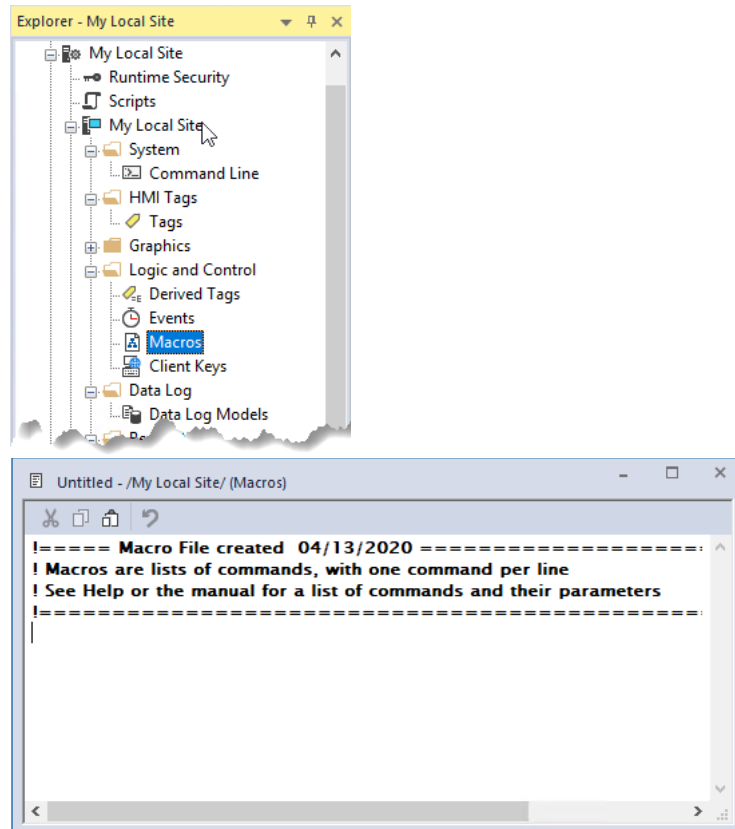 Explorer - My Local Site
My Local Site
Runtime Security
Scripts
My Local Site
System
Command Line
HMI Tags
Tags
Graphics
Logic and Control
Derived Tags
Events
Macros
Client Keys
Data Log
Data Log Models
Untitled - /My Local Site/ (Macros)
!===== Macro File created  04/13/2020 =====================:
! Macros are lists of commands, with one command per line
! See Help or the manual for a list of commands and their parameters
!==================================================: